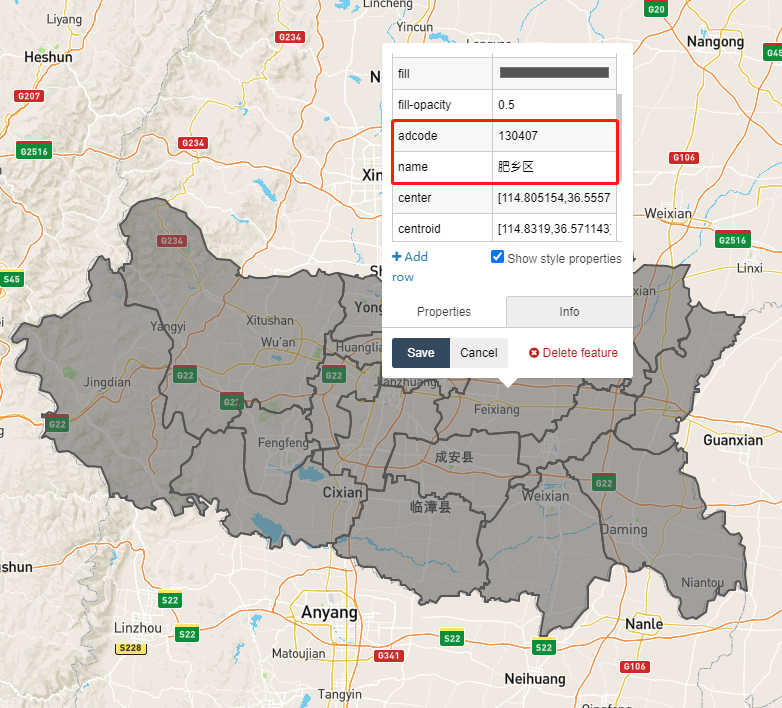 Lincheng
Liyang
Yincun
G20
G234
Nangong
Heshun
G45
fill
G207
fill-opacity
0.5
adcode
130407
G234
G2516
name
肥乡区
G106
Xin
center
[114.805154,36.5557
Weixian
centroid
[114.8319,36.571143]
G234
G2516
+ Add
row
Show style properties
Linxi
S45
Yong
Xitushan
Properties
Info
Yangyi
Wu'an
Huanglia
Save
Cancel
Delete feature
G22
G22
Jingdian
Jianzhuang
G22
Feixiang
G22
Fengfeng
Guanxian
成安县
Cixian
Weixian
G22
临漳县
Daming
gshun
Niantou
S22
Anyang
Linzhou
S22
Nanle
S22
S22
S228
Matoujian
G341
G106
Neihuang
Tangyin